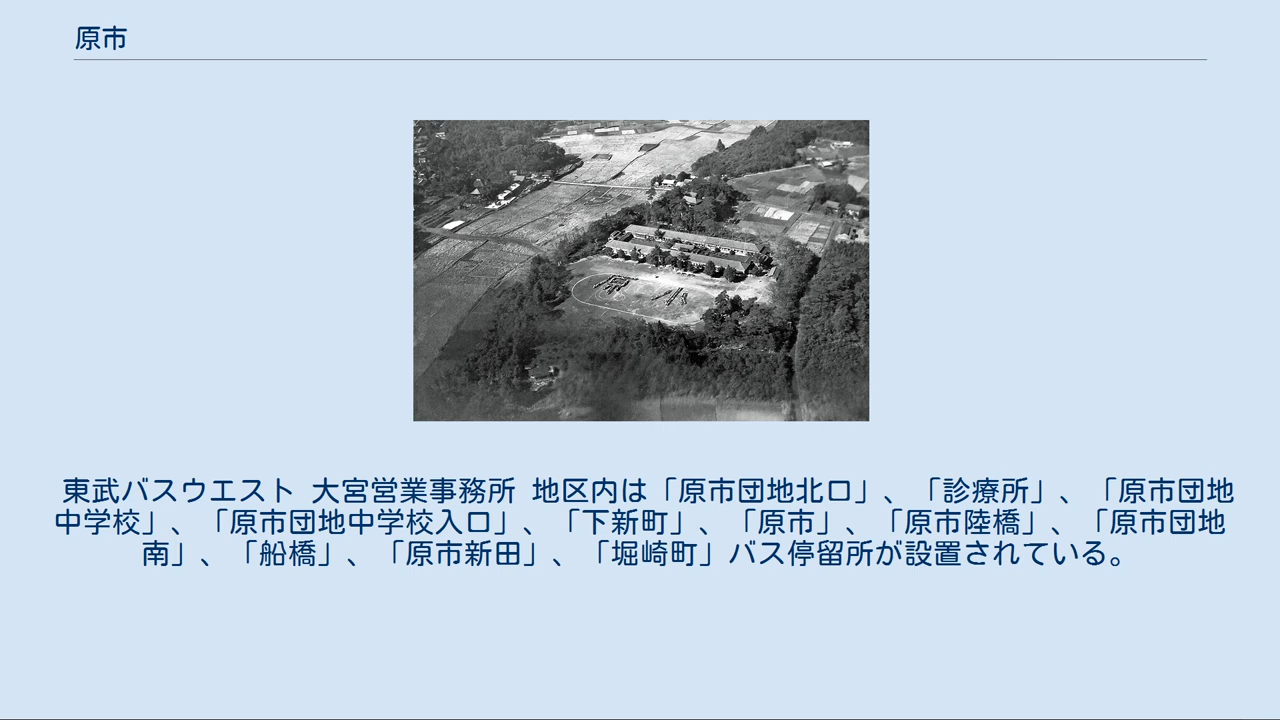 原市
東武バスウエスト 大宮営業事務所 地区内は「原市団地北口」、「診療所」、「原市団地
中学校」、「原市団地中学校入口」、「下新町」、「原市」、「原市陸橋」、「原市団地
南」、「船橋」、「原市新田」、「堀崎町」バス停留所が設置されている。